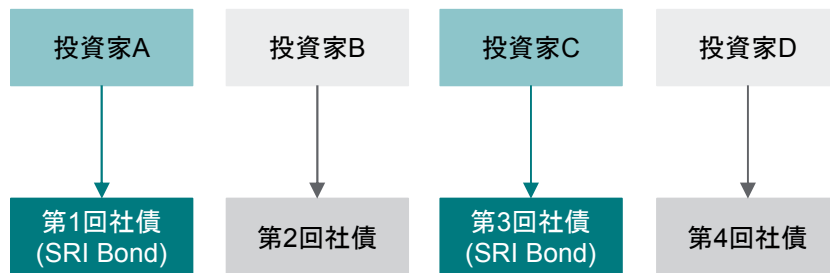 投資家A
投資家B
投資家C
投資家D
第1回社債
(SRI Bond)
第2回社債
第3回社債
(SRI Bond)
第4回社債